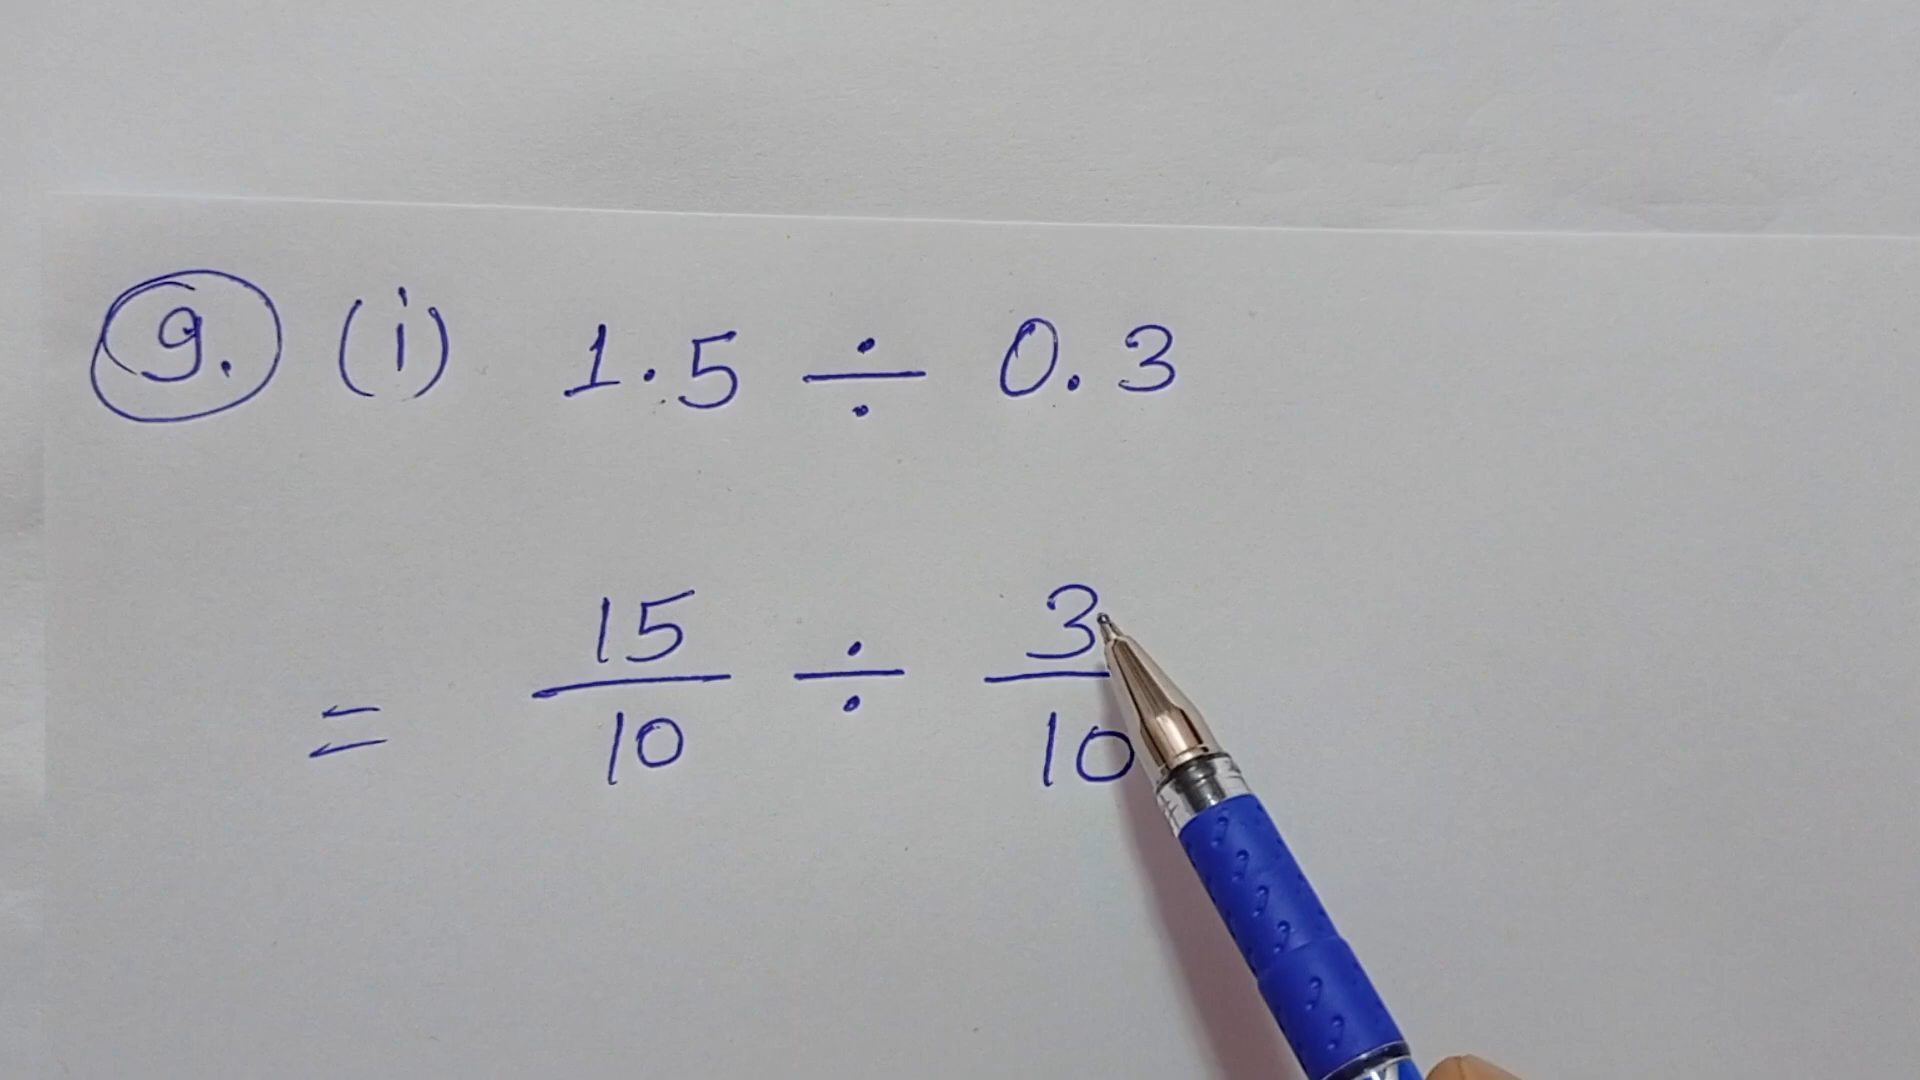 9. (i) 1.5 ÷ 0.3
= 15/10 ÷ 3/10